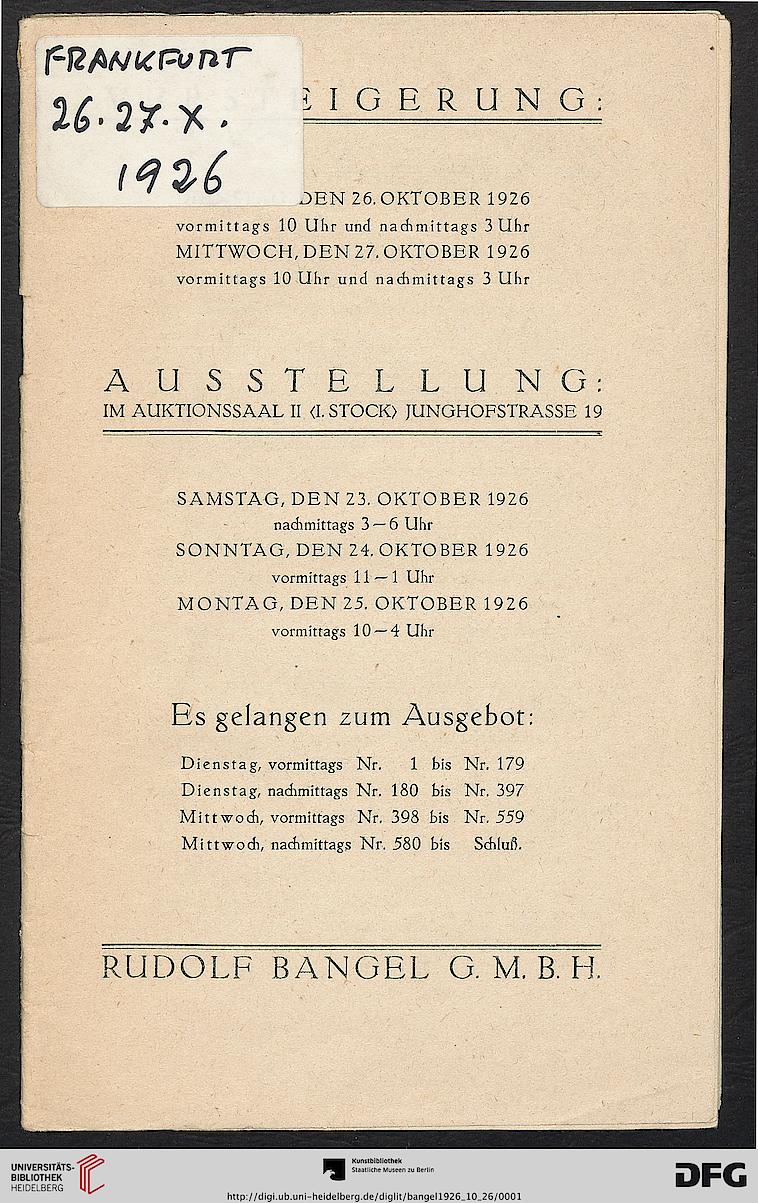 FRANKFURT
26.27.X.
1926
EIGERUNG:
DEN 26. OKTOBER 1926
vormittags 10 Uhr und nachmittags 3 Uhr
MITTWOCH, DEN 27. OKTOBER 1926
vormittags 10 Uhr und nachmittags 3 Uhr
AUSSTELLUNG:
IM AUKTIONSSAAL II <I. STOCK> JUNGHOFSTRASSE 19
SAMSTAG, DEN 23. OKTOBER 1926
nachmittags 3—6 Uhr
SONNTAG, DEN 24. OKTOBER 1926
vormittags 11—1 Uhr
MONTAG, DEN 25. OKTOBER 1926
vormittags 10—4 Uhr
Es gelangen zum Ausgebot:
Dienstag, vormittags Nr. 1 bis Nr. 179
Dienstag, nachmittags Nr. 180 bis Nr. 397
Mittwoch, vormittags Nr. 398 bis Nr. 559
Mittwoch, nachmittags Nr. 580 bis Schluß.
RUDOLF BANGEL G. M. B. H.
UNIVERSITÄTS-
BIBLIOTHEK
HEIDELBERG
Kunstbibliothek
Staatliche Museen zu Berlin
DFG
http://digi.ub.uni-heidelberg.de/diglit/bangel1926_10_26/0001